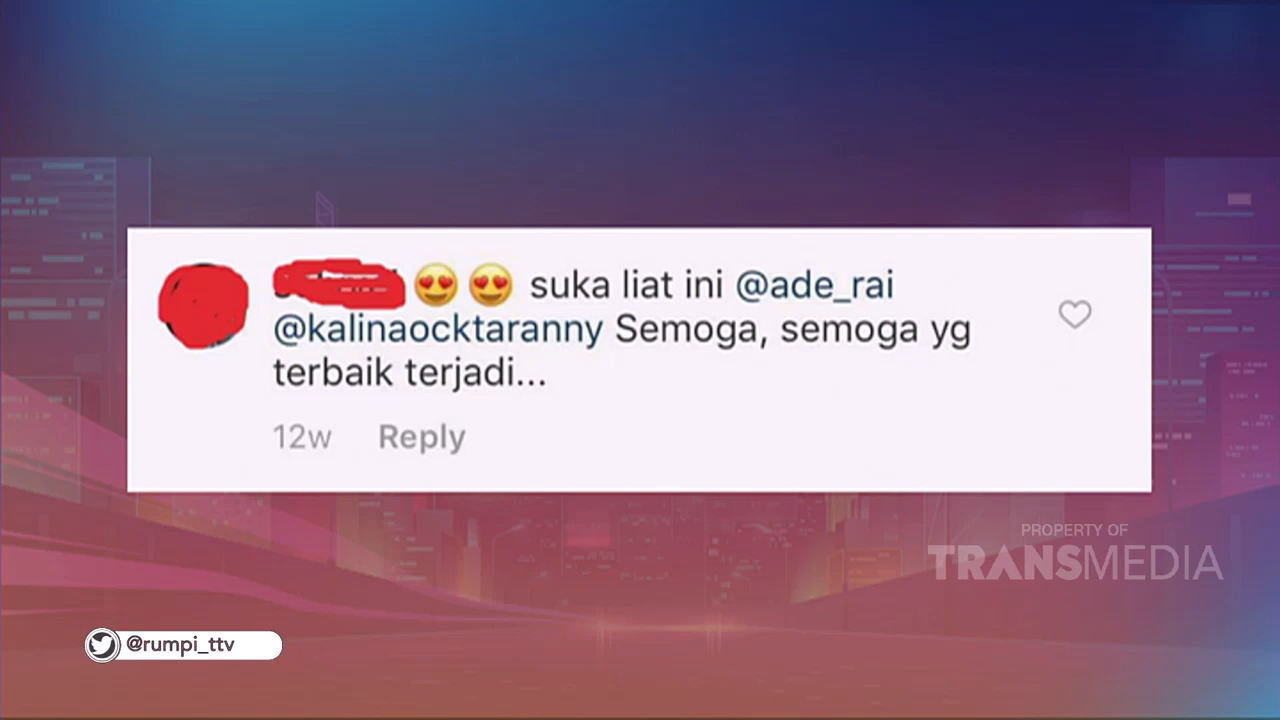 😍😍 suka liat ini @ade_rai
@kalinaocktaranny Semoga, semoga yg
terbaik terjadi...
12w Reply
PROPERTY OF
TRANSMEDIA
@rumpi_ttv